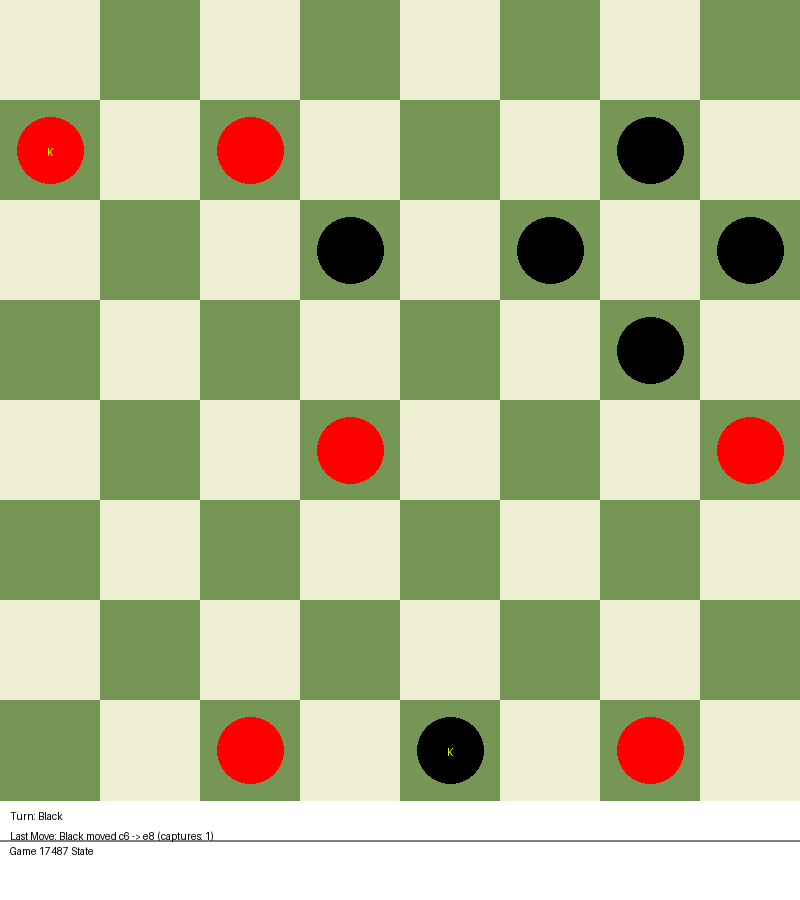 K
K
Turn: Black
Last Move: Black moved c6 -> e8 (captures: 1)
Game 17487 State